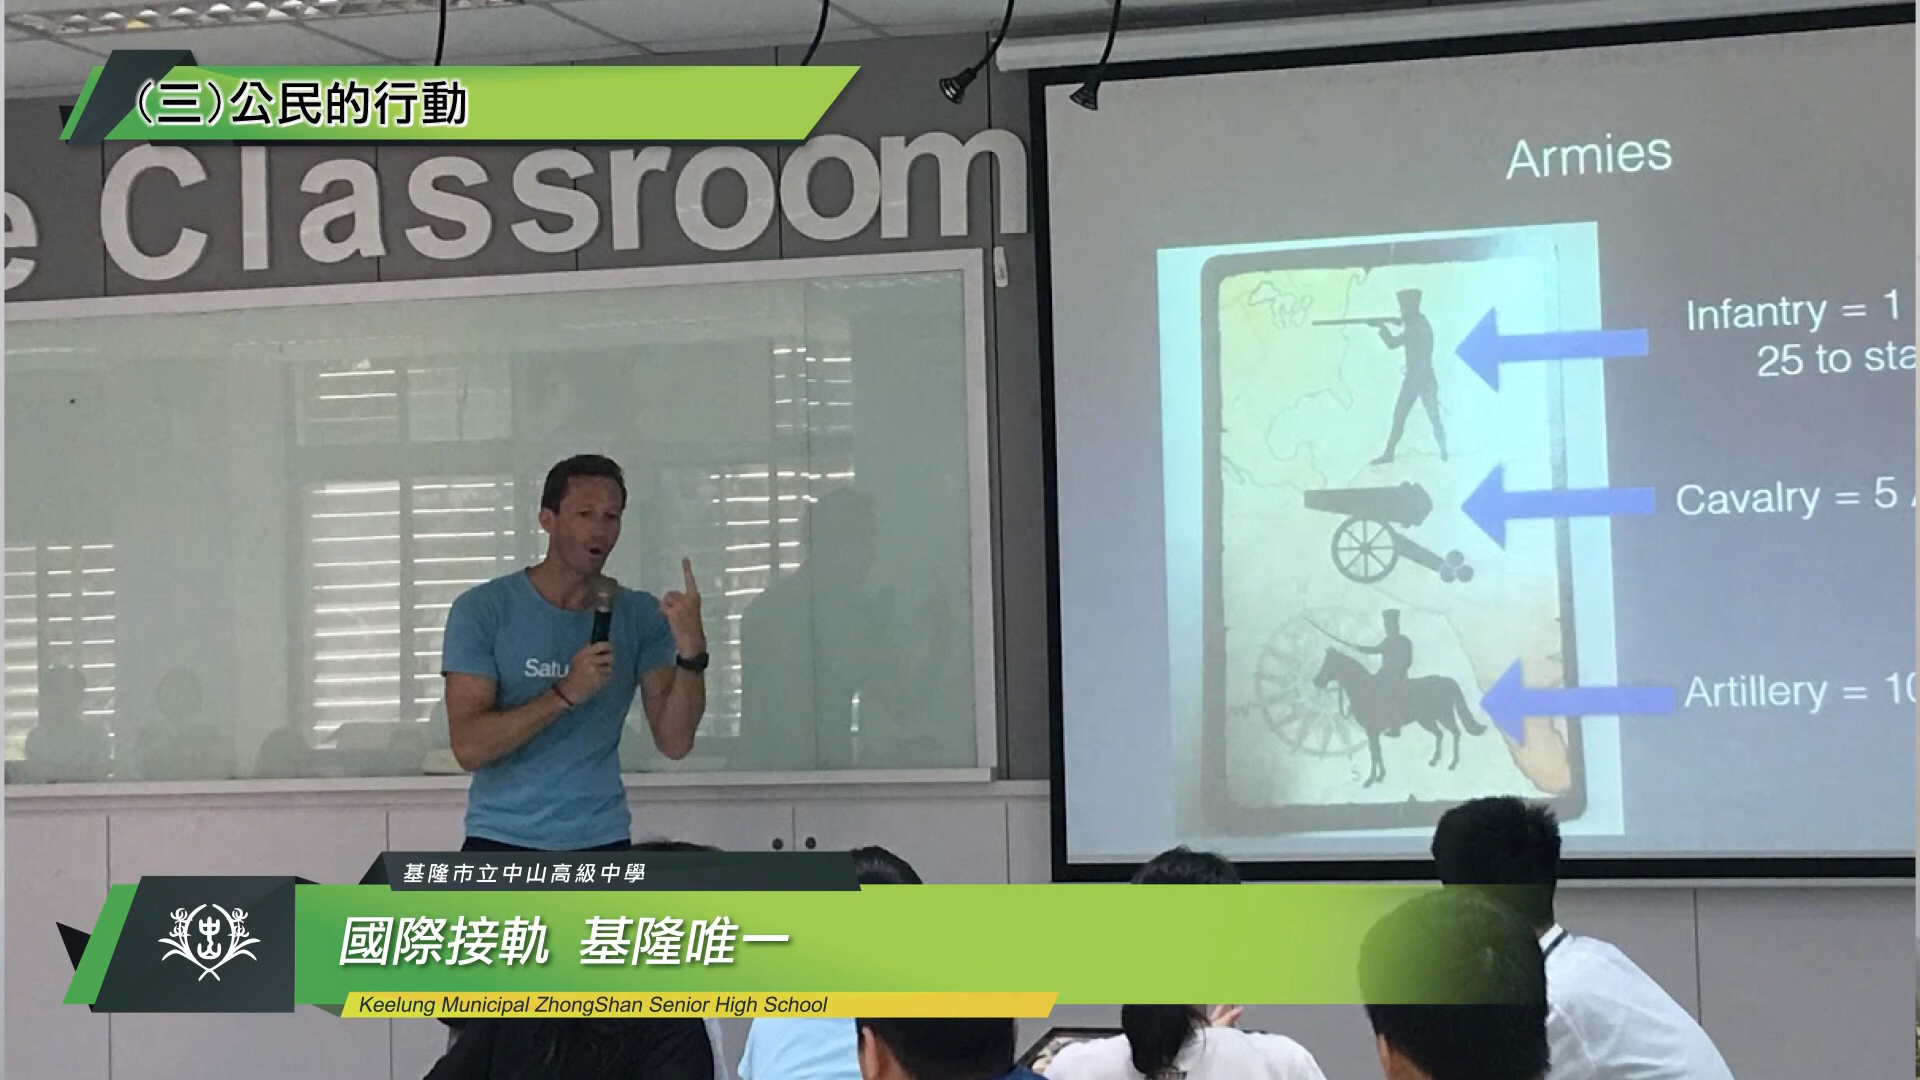 （三）公民的行動
e Classroom
Armies
Infantry = 1
25 to sta
Cavalry = 5
Artillery = 10
Satu
基隆市立中山高級中學
國際接軌 基隆唯一
Keelung Municipal ZhongShan Senior High School